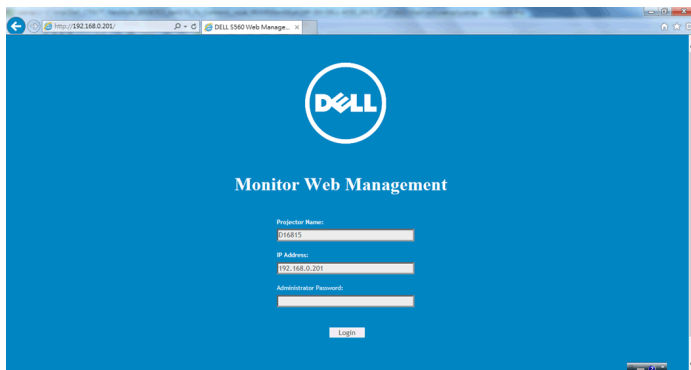 http://192.168.0.201/
DELL S560 Web Manage...
DELL
Monitor Web Management
Projector Name:
D16815
IP Address:
192.168.0.201
Administrator Password:
Login